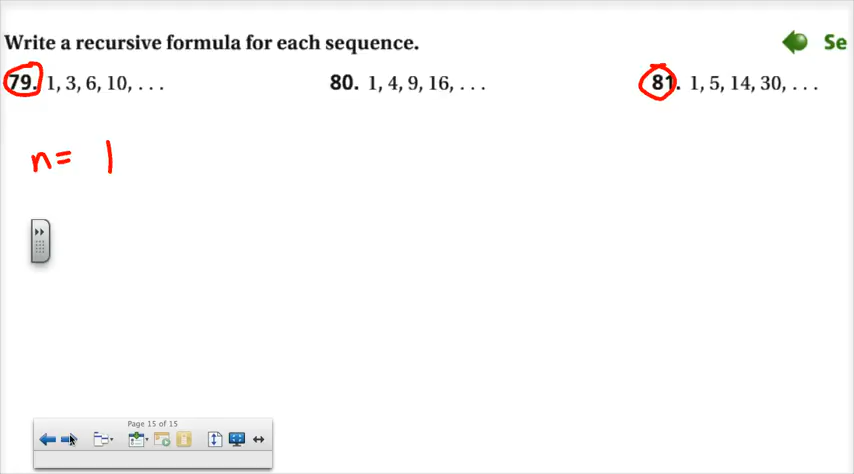 Write a recursive formula for each sequence.
Se
79. 1, 3, 6, 10, . . .
80. 1, 4, 9, 16, . . .
81. 1, 5, 14, 30, . . .
n = 1
Page 15 of 15